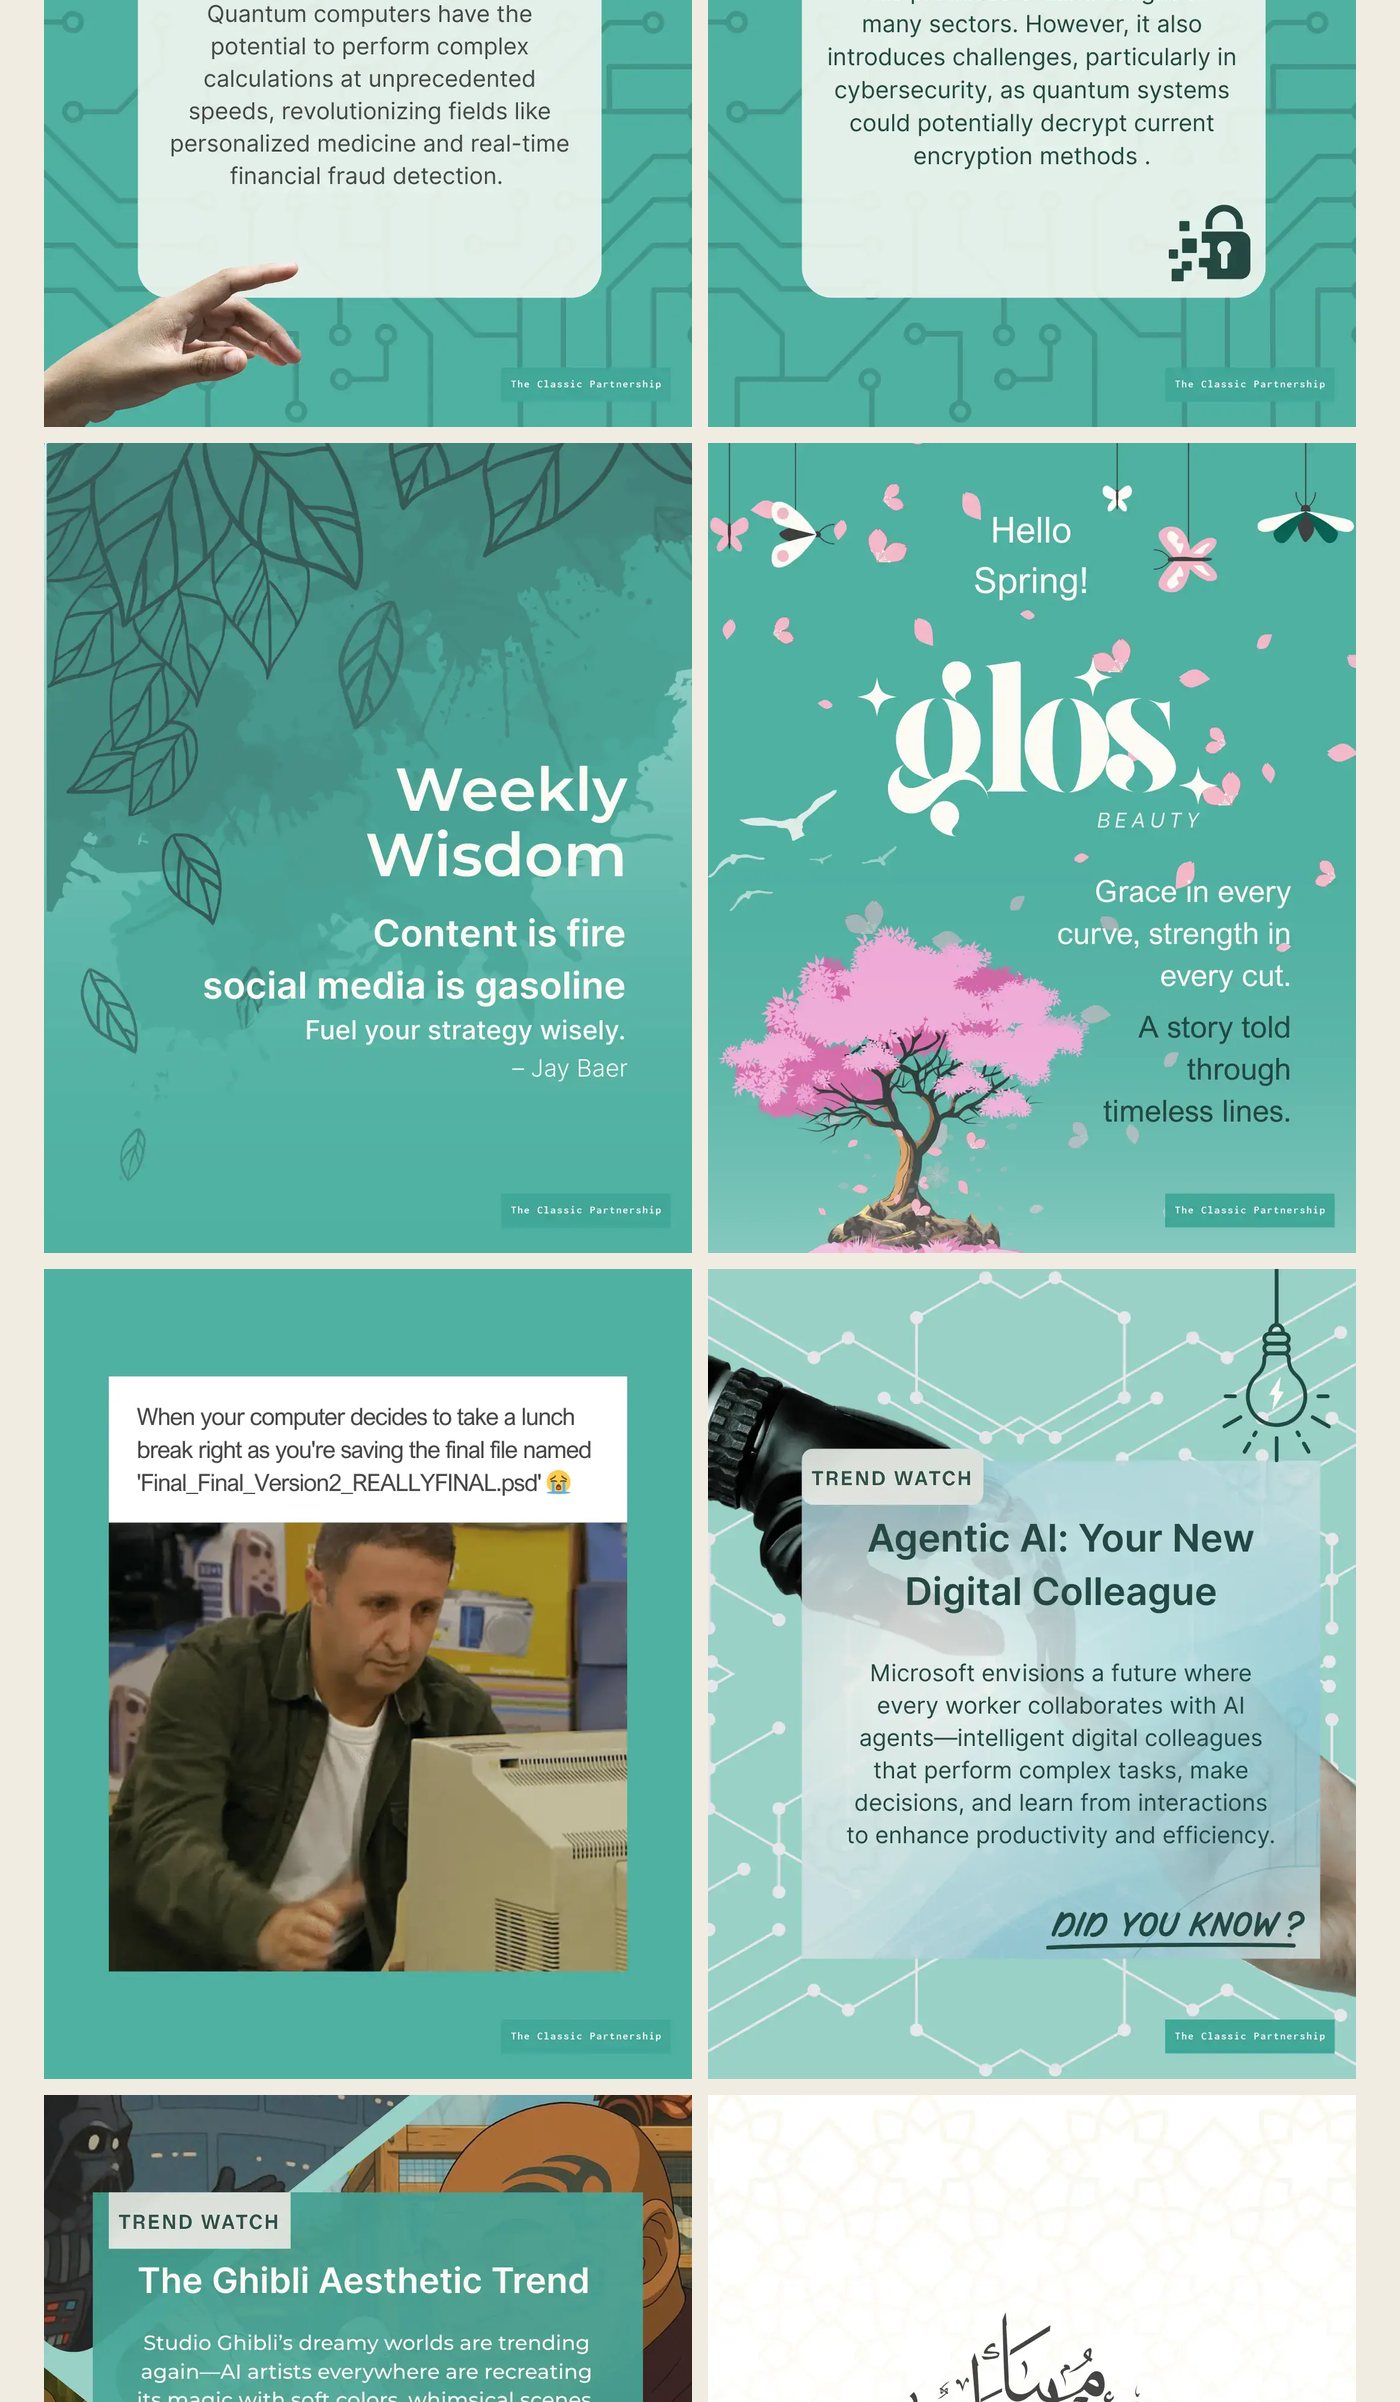 Quantum computers have the
potential to perform complex
calculations at unprecedented
speeds, revolutionizing fields like
personalized medicine and real-time
financial fraud detection.
The Classic Partnership
many sectors. However, it also
introduces challenges, particularly in
cybersecurity, as quantum systems
could potentially decrypt current
encryption methods .
The Classic Partnership
Weekly
Wisdom
Content is fire
social media is gasoline
Fuel your strategy wisely.
– Jay Baer
The Classic Partnership
Hello
Spring!
glos
BEAUTY
Grace in every
curve, strength in
every cut.
A story told
through
timeless lines.
The Classic Partnership
When your computer decides to take a lunch
break right as you're saving the final file named
'Final_Final_Version2_REALLYFINAL.psd' 😭
The Classic Partnership
TREND WATCH
Agentic AI: Your New
Digital Colleague
Microsoft envisions a future where
every worker collaborates with AI
agents—intelligent digital colleagues
that perform complex tasks, make
decisions, and learn from interactions
to enhance productivity and efficiency.
DID YOU KNOW?
The Classic Partnership
TREND WATCH
The Ghibli Aesthetic Trend
Studio Ghibli’s dreamy worlds are trending
again—AI artists everywhere are recreating
its magic with soft colors, whimsical scenes